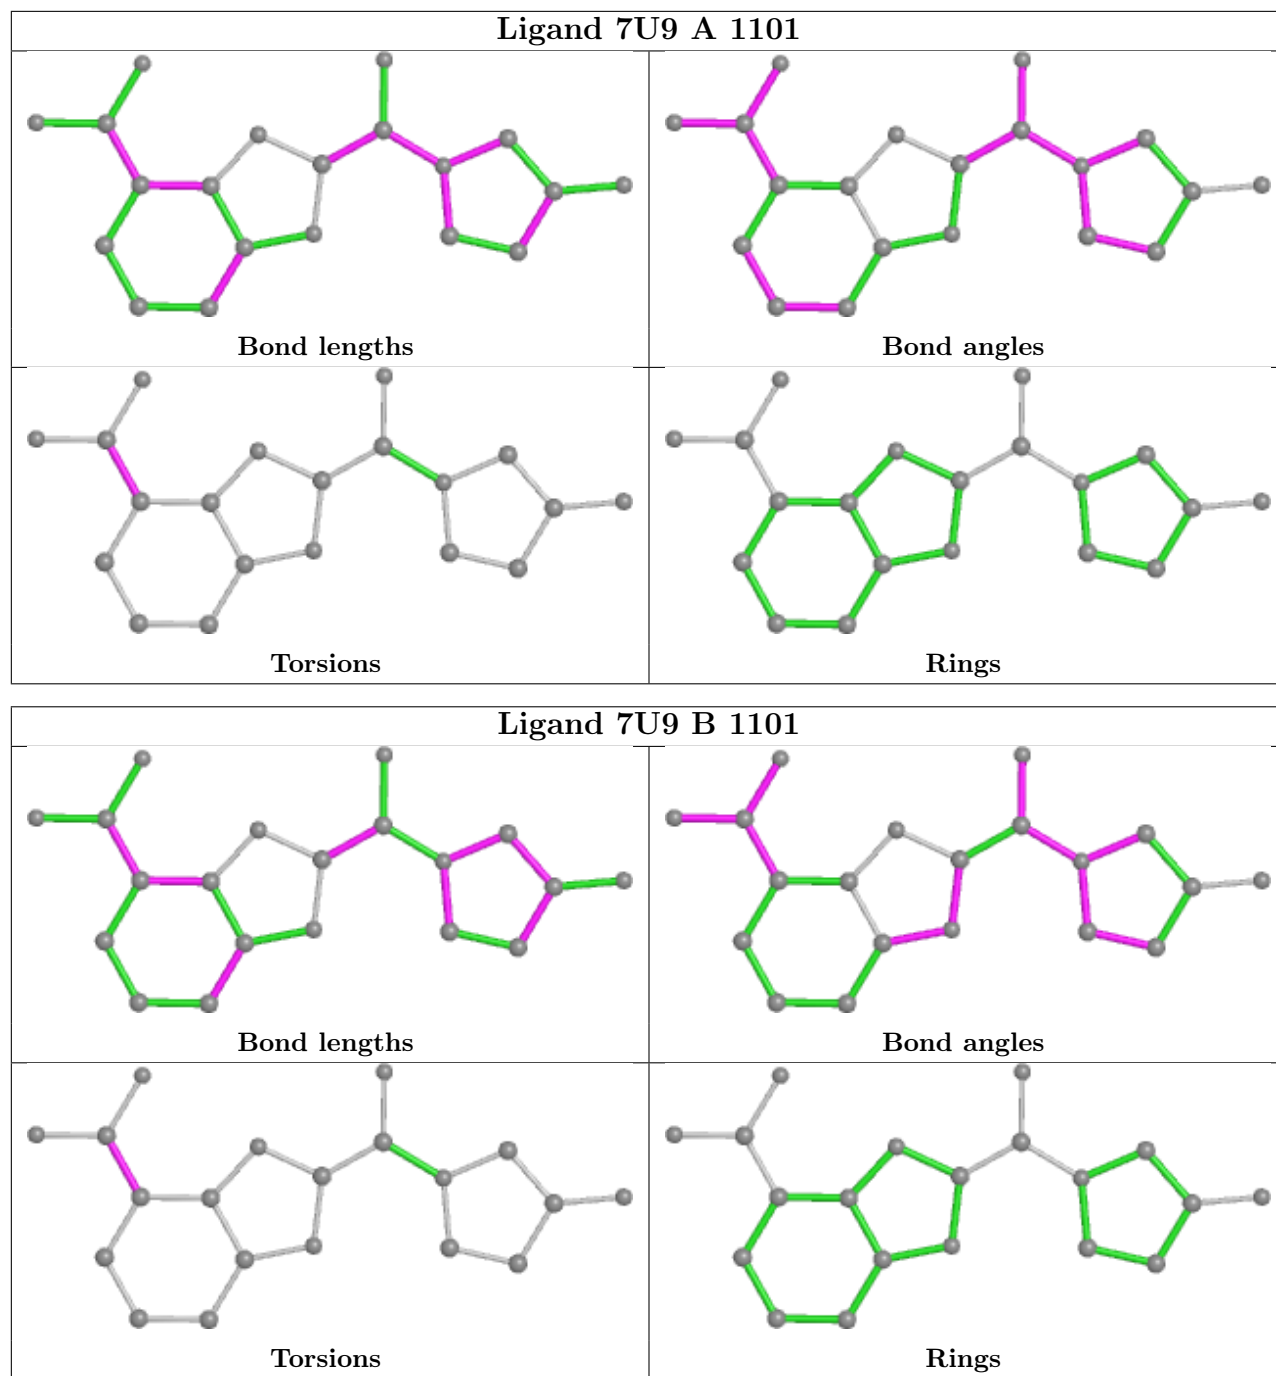 Ligand 7U9 A 1101
Bond lengths
Bond angles
Torsions
Rings
Ligand 7U9 B 1101
Bond lengths
Bond angles
Torsions
Rings